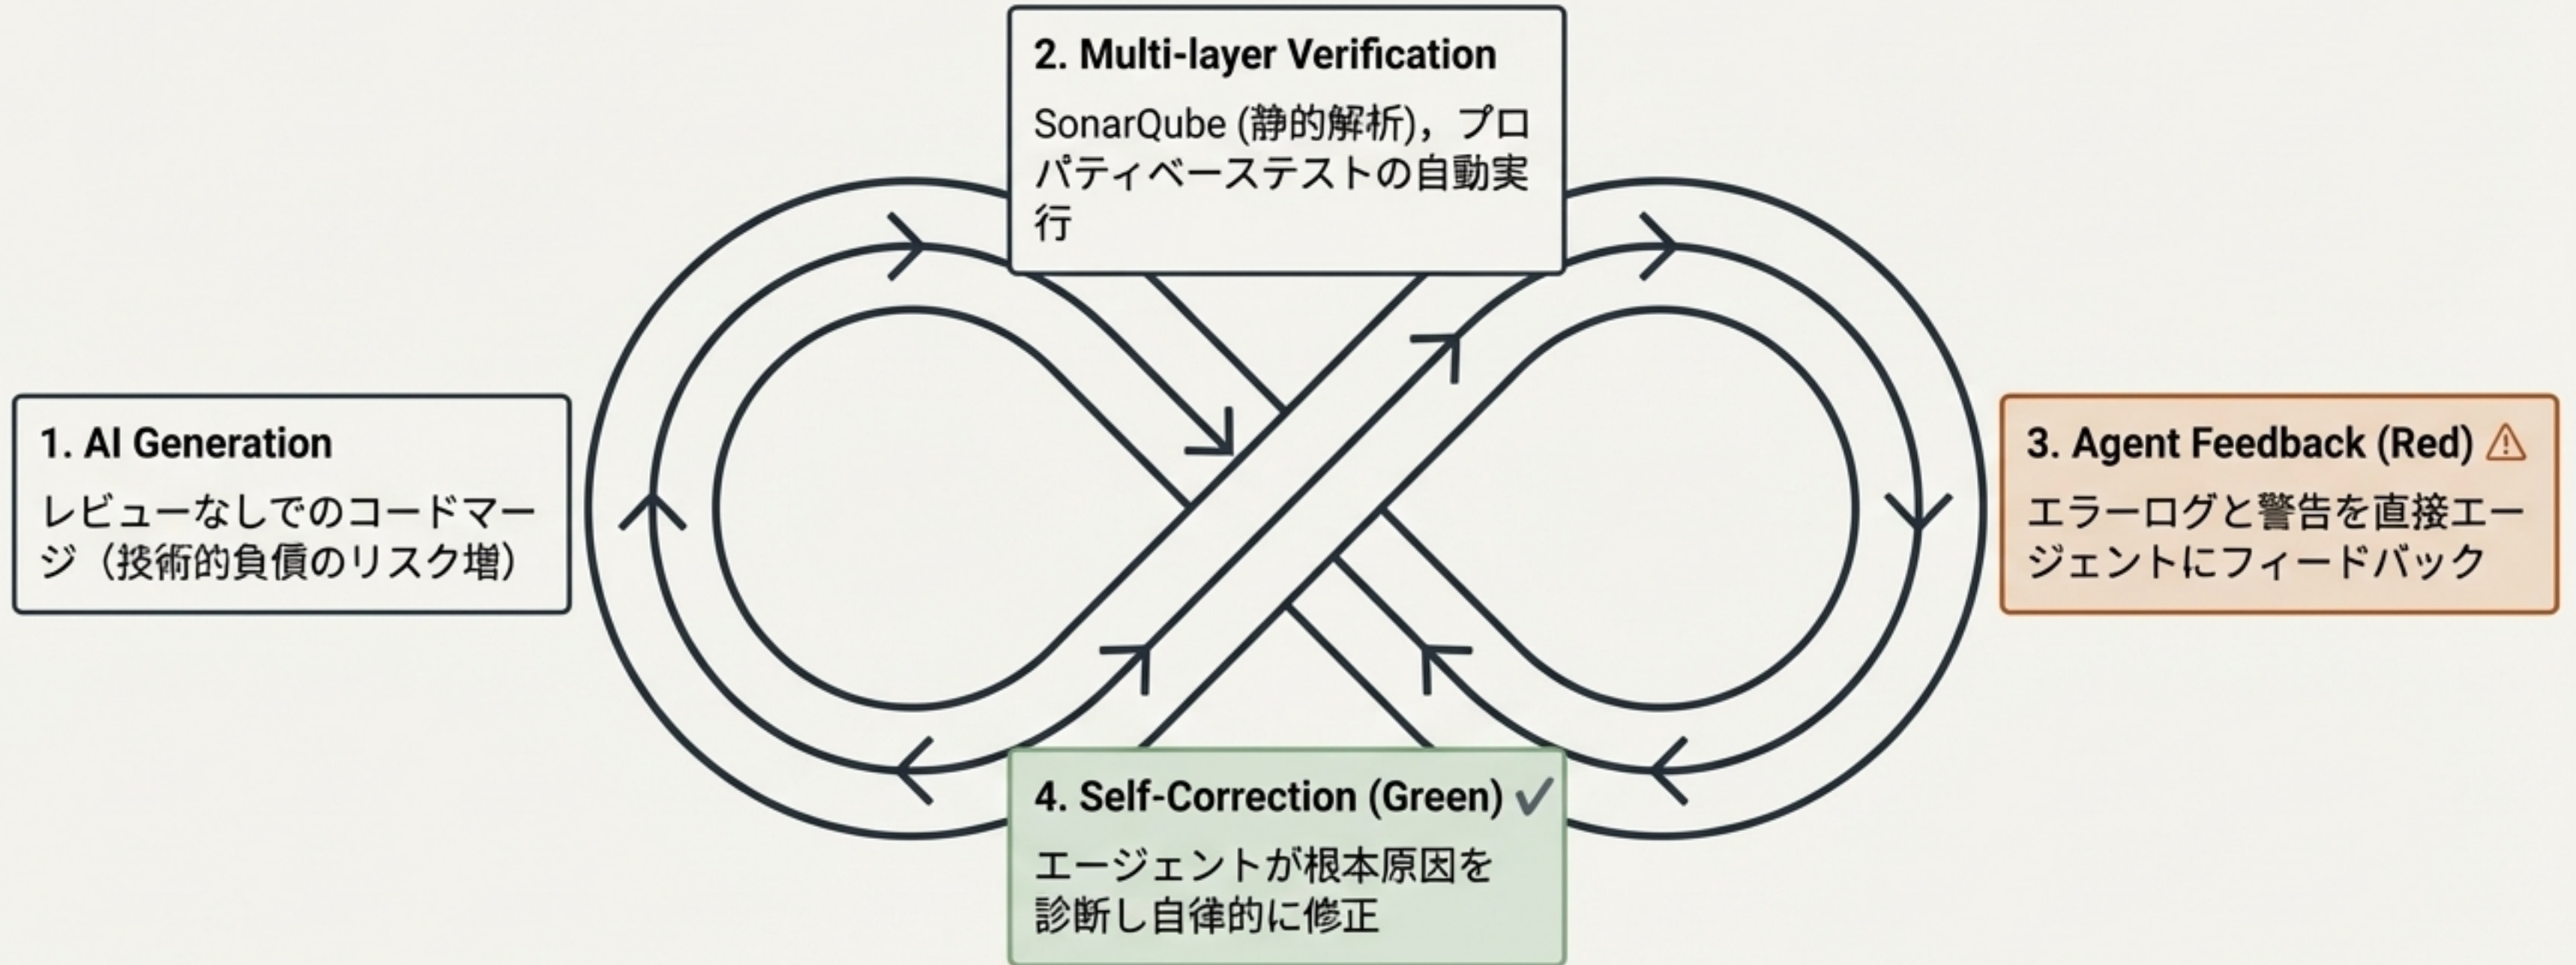 2. Multi-layer Verification
SonarQube (静的解析)，プロ
パティベーステストの自動実
行
1. AI Generation
レビューなしでのコードマー
ジ（技術的負債のリスク増）
3. Agent Feedback (Red) ⚠
エラーログと警告を直接エー
ジェントにフィードバック
4. Self-Correction (Green) ✓
エージェントが根本原因を
診断し自律的に修正